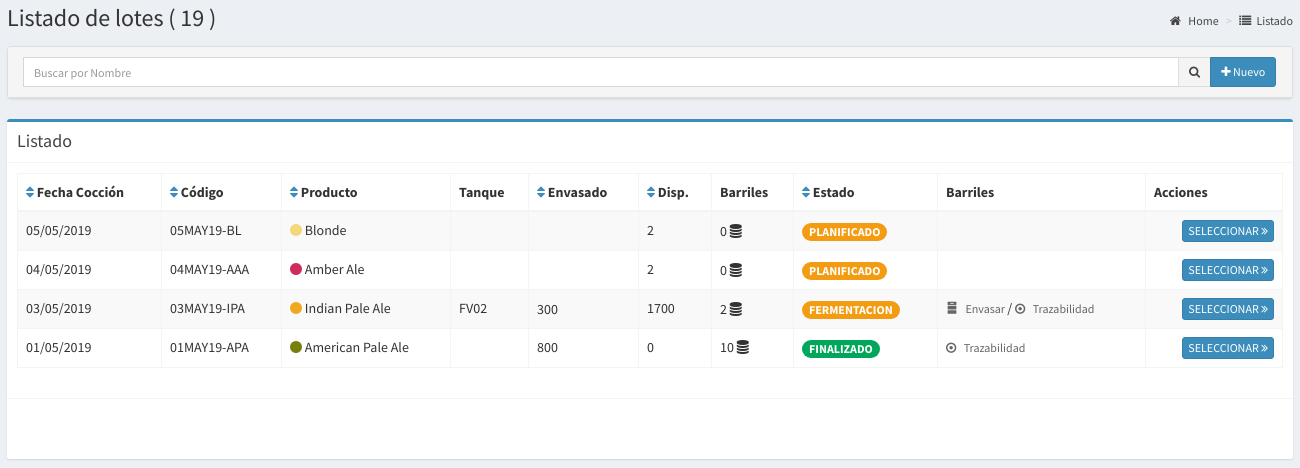 Listado de lotes ( 19 )
Home > Listado
Buscar por Nombre
Nuevo
Listado
Fecha Cocción Código Producto Tanque Envasado Disp. Barriles Estado Barriles Acciones
05/05/2019 05MAY19-BL Blonde 2 0 PLANIFICADO SELECCIONAR »
04/05/2019 04MAY19-AAA Amber Ale 2 0 PLANIFICADO SELECCIONAR »
03/05/2019 03MAY19-IPA Indian Pale Ale FV02 300 1700 2 FERMENTACION Envasar / Trazabilidad SELECCIONAR »
01/05/2019 01MAY19-APA American Pale Ale 800 0 10 FINALIZADO Trazabilidad SELECCIONAR »